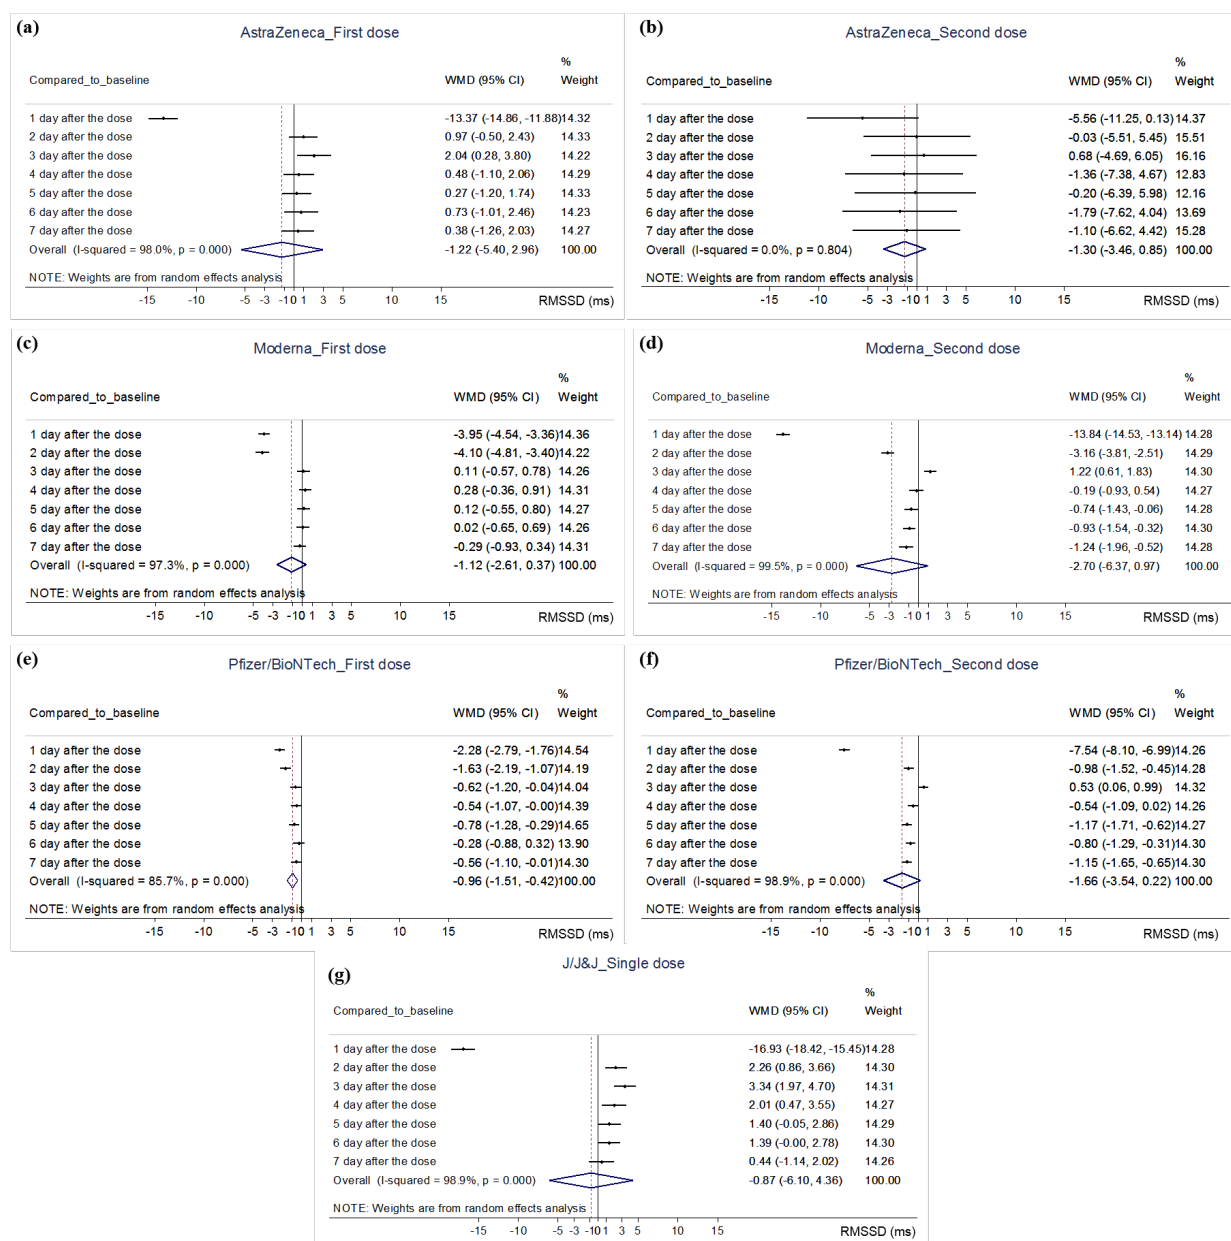 (a)
AstraZeneca_First dose
%
Compared_to_baseline WMD (95% CI) Weight
1 day after the dose -13.37 (-14.86, -11.88) 14.32
2 day after the dose 0.97 (-0.50, 2.43) 14.33
3 day after the dose 2.04 (0.28, 3.80) 14.22
4 day after the dose 0.48 (-1.10, 2.06) 14.29
5 day after the dose 0.27 (-1.20, 1.74) 14.33
6 day after the dose 0.73 (-1.01, 2.46) 14.23
7 day after the dose 0.38 (-1.26, 2.03) 14.27
Overall (I-squared = 98.0%, p = 0.000) -1.22 (-5.40, 2.96) 100.00
NOTE: Weights are from random effects analysis
-15 -5 -3 -1 0 1 3 5 10 15
RMSSD (ms)
(b)
AstraZeneca_Second dose
%
Compared_to_baseline WMD (95% CI) Weight
1 day after the dose -5.56 (-11.25, 0.13) 14.37
2 day after the dose -0.03 (-5.51, 5.45) 15.51
3 day after the dose 0.68 (-4.69, 6.05) 16.16
4 day after the dose -1.36 (-7.38, 4.67) 12.83
5 day after the dose -0.20 (-6.39, 5.98) 12.16
6 day after the dose -1.79 (-7.62, 4.04) 13.69
7 day after the dose -1.10 (-6.62, 4.42) 15.28
Overall (I-squared = 0.0%, p = 0.804) -1.30 (-3.46, 0.85) 100.00
NOTE: Weights are from random effects analysis
-15 -10 -5 -3 -1 0 1 3 5 10 15
RMSSD (ms)
(c)
Moderna_First dose
%
Compared_to_baseline WMD (95% CI) Weight
1 day after the dose -3.95 (-4.54, -3.36) 14.36
2 day after the dose -4.10 (-4.81, -3.40) 14.22
3 day after the dose 0.11 (-0.57, 0.78) 14.26
4 day after the dose 0.28 (-0.36, 0.91) 14.31
5 day after the dose 0.12 (-0.55, 0.80) 14.27
6 day after the dose 0.02 (-0.65, 0.69) 14.26
7 day after the dose -0.29 (-0.93, 0.34) 14.31
Overall (I-squared = 97.3%, p = 0.000) -1.12 (-2.61, 0.37) 100.00
NOTE: Weights are from random effects analysis
-15 -10 -5 -3 -1 0 1 3 5 10 15
RMSSD (ms)
(d)
Moderna_Second dose
%
Compared_to_baseline WMD (95% CI) Weight
1 day after the dose -13.84 (-14.53, -13.14) 14.28
2 day after the dose -3.16 (-3.81, -2.51) 14.29
3 day after the dose 1.22 (0.61, 1.83) 14.30
4 day after the dose -0.19 (-0.93, 0.54) 14.27
5 day after the dose -0.74 (-1.43, -0.06) 14.28
6 day after the dose -0.93 (-1.54, -0.32) 14.30
7 day after the dose -1.24 (-1.96, -0.52) 14.28
Overall (I-squared = 99.5%, p = 0.000) -2.70 (-6.37, 0.97) 100.00
NOTE: Weights are from random effects analysis
-15 -10 -5 -3 0 1 3 5 10 15
RMSSD (ms)
(e)
Pfizer/BioNTech_First dose
%
Compared_to_baseline WMD (95% CI) Weight
1 day after the dose -2.28 (-2.79, -1.76) 14.54
2 day after the dose -1.63 (-2.19, -1.07) 14.19
3 day after the dose -0.62 (-1.20, -0.04) 14.04
4 day after the dose -0.54 (-1.07, -0.00) 14.39
5 day after the dose -0.78 (-1.28, -0.29) 14.65
6 day after the dose -0.28 (-0.88, 0.32) 13.90
7 day after the dose -0.56 (-1.10, -0.01) 14.30
Overall (I-squared = 85.7%, p = 0.000) -0.96 (-1.51, -0.42) 100.00
NOTE: Weights are from random effects analysis
-15 -10 -5 -3 -1 0 1 3 5 10 15
RMSSD (ms)
(f)
Pfizer/BioNTech_Second dose
%
Compared_to_baseline WMD (95% CI) Weight
1 day after the dose -7.54 (-8.10, -6.99) 14.26
2 day after the dose -0.98 (-1.52, -0.45) 14.28
3 day after the dose 0.53 (0.06, 0.99) 14.32
4 day after the dose -0.54 (-1.09, 0.02) 14.26
5 day after the dose -1.17 (-1.71, -0.62) 14.27
6 day after the dose -0.80 (-1.29, -0.31) 14.30
7 day after the dose -1.15 (-1.65, -0.65) 14.30
Overall (I-squared = 98.9%, p = 0.000) -1.66 (-3.54, 0.22) 100.00
NOTE: Weights are from random effects analysis
-15 -10 -5 -3 -1 0 1 3 5 10 15
RMSSD (ms)
(g)
J/J&J_Single dose
%
Compared_to_baseline WMD (95% CI) Weight
1 day after the dose -16.93 (-18.42, -15.45) 14.28
2 day after the dose 2.26 (0.86, 3.66) 14.30
3 day after the dose 3.34 (1.97, 4.70) 14.31
4 day after the dose 2.01 (0.47, 3.55) 14.27
5 day after the dose 1.40 (-0.05, 2.86) 14.29
6 day after the dose 1.39 (-0.00, 2.78) 14.30
7 day after the dose 0.44 (-1.14, 2.02) 14.26
Overall (I-squared = 98.9%, p = 0.000) -0.87 (-6.10, 4.36) 100.00
NOTE: Weights are from random effects analysis
-15 -10 -5 -3 -1 0 1 3 5 10 15
RMSSD (ms)